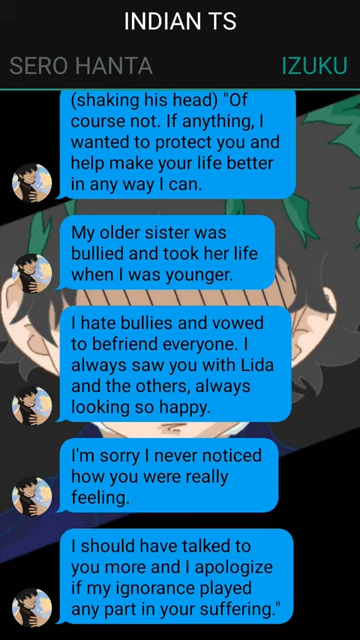 INDIAN TS
SERO HANTA
IZUKU
(shaking his head) "Of
course not. If anything, I
wanted to protect you and
help make your life better
in any way I can.
My older sister was
bullied and took her life
when I was younger.
I hate bullies and vowed
to befriend everyone. I
always saw you with Lida
and the others, always
looking so happy.
I'm sorry I never noticed
how you were really
feeling.
I should have talked to
you more and I apologize
if my ignorance played
any part in your suffering."